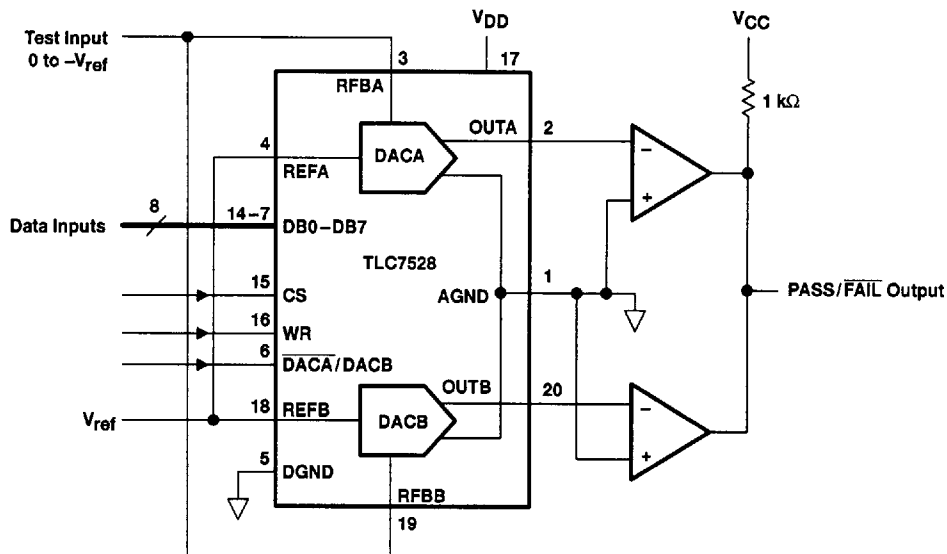 Test Input
0 to –Vref
VDD
VCC
3
17
1 kΩ
RFBA
OUTA
2
4
DACA
REFA
–
+
8
14–7
Data Inputs
DB0–DB7
TLC7528
15
CS
AGND
1
PASS/FAIL Output
16
WR
6
DACA/DACB
OUTB
20
18
REFB
Vref
DACB
–
+
5
DGND
RFBB
19